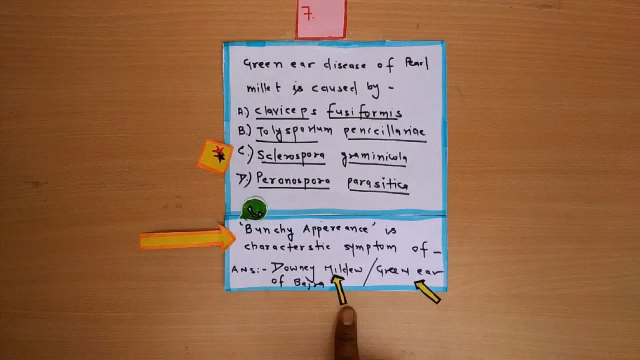 7.
Green ear disease of Pearl
millet is caused by -
A) Claviceps fusiformis
B) Tolysporium penicillariae
C) Sclerospora graminicola
D) Peronospora parasitica
'Bunchy Appereance' is
characterstic symptom of -
Ans:- Downey Mildew/Green ear
of Bajra